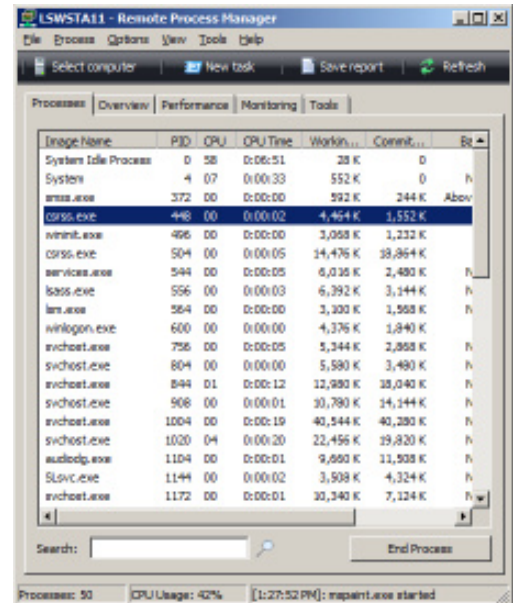 LSWSTA11 - Remote Process Manager
File Process Options View Tools Help
Select computer New task Save report Refresh
Processes Overview Performance Monitoring Tools
Image Name PID CPU CPU Time Workin... Commit... Ba
System Idle Process 0 58 0:06:51 28 K 0
System 4 07 0:00:33 552 K 0 N
smss.exe 372 00 0:00:00 592 K 244 K Abov
csrss.exe 448 00 0:00:02 4,464 K 1,552 K
wininit.exe 496 00 0:00:00 3,068 K 1,232 K
csrss.exe 504 00 0:00:05 14,476 K 18,864 K
services.exe 544 00 0:00:05 6,016 K 2,480 K N
lsass.exe 556 00 0:00:03 6,392 K 3,144 K N
lsm.exe 564 00 0:00:00 3,100 K 1,568 K N
winlogon.exe 600 00 0:00:00 4,376 K 1,840 K
svchost.exe 756 00 0:00:05 5,344 K 2,868 K N
svchost.exe 804 00 0:00:00 5,580 K 3,480 K N
svchost.exe 844 01 0:00:12 12,980 K 18,040 K N
svchost.exe 908 00 0:00:01 10,780 K 14,144 K N
svchost.exe 1004 00 0:00:19 40,544 K 40,280 K N
svchost.exe 1020 04 0:00:20 22,456 K 19,820 K N
audiodg.exe 1104 00 0:00:01 9,660 K 11,508 K N
SLsvc.exe 1144 00 0:00:02 3,508 K 4,324 K N
svchost.exe 1172 00 0:00:01 10,340 K 7,124 K N
Search: End Process
Processes: 50 CPU Usage: 42% [1:27:52 PM]: mspaint.exe started